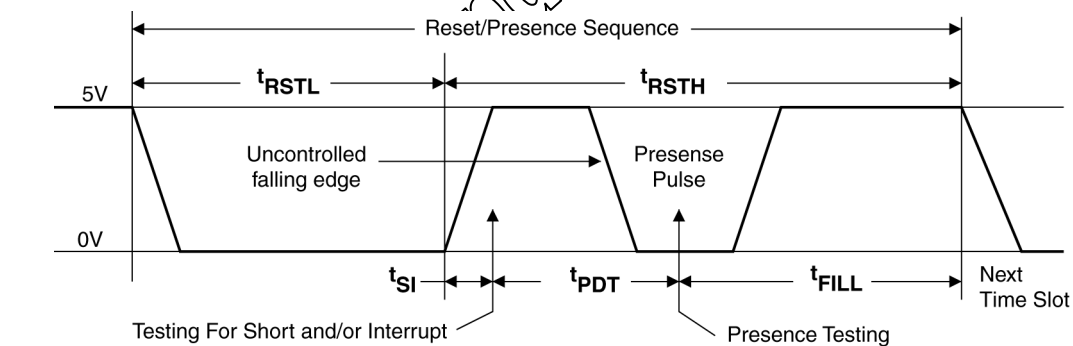 Reset/Presence Sequence
tRSTL
tRSTH
5V
Uncontrolled
falling edge
Presense
Pulse
0V
tSI
tPDT
tFILL
Next
Time Slot
Testing For Short and/or Interrupt
Presence Testing